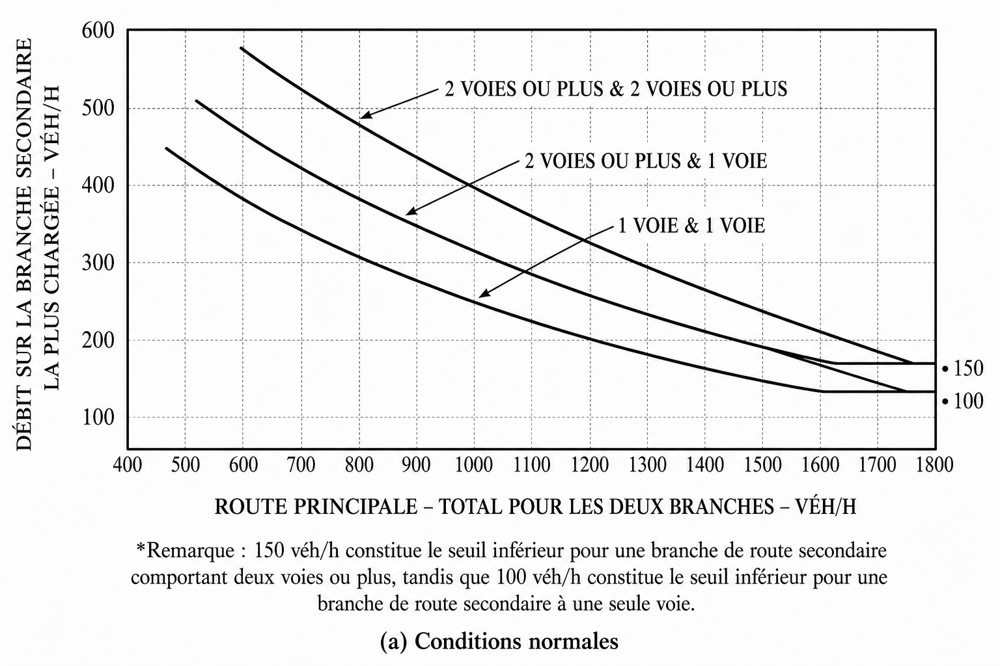 DÉBIT SUR LA BRANCHE SECONDAIRE
LA PLUS CHARGÉE – VÉH/H
600
500
400
300
200
100
2 VOIES OU PLUS & 2 VOIES OU PLUS
2 VOIES OU PLUS & 1 VOIE
1 VOIE & 1 VOIE
• 150
• 100
400 500 600 700 800 900 1000 1100 1200 1300 1400 1500 1600 1700 1800
ROUTE PRINCIPALE – TOTAL POUR LES DEUX BRANCHES – VÉH/H
*Remarque : 150 véh/h constitue le seuil inférieur pour une branche de route secondaire
comportant deux voies ou plus, tandis que 100 véh/h constitue le seuil inférieur pour une
branche de route secondaire à une seule voie.
(a) Conditions normales